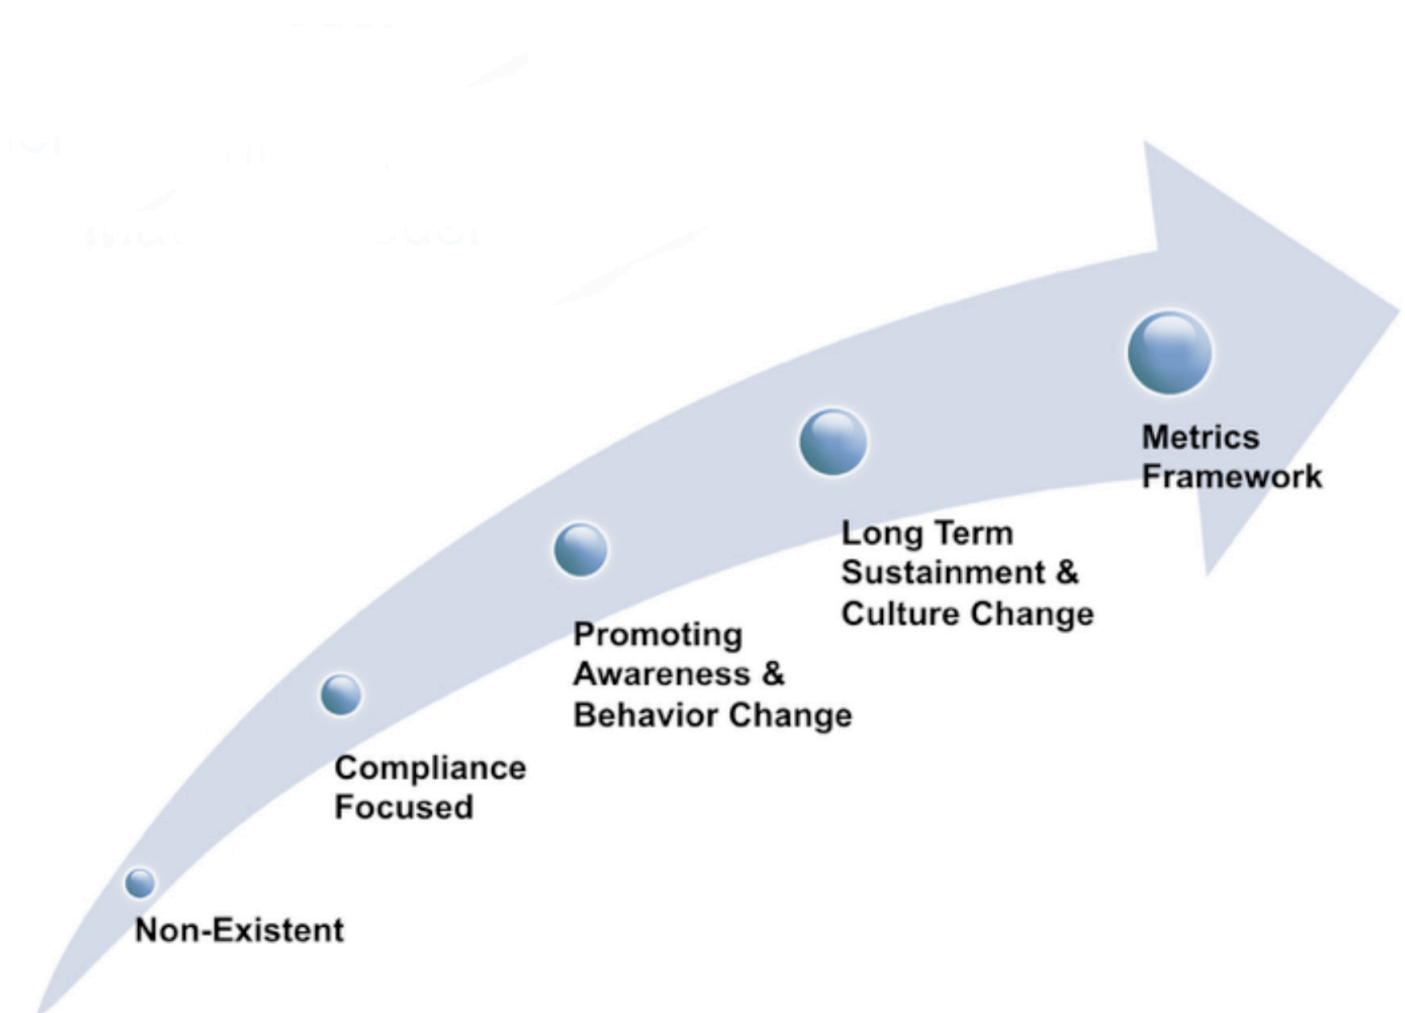 Metrics
Framework
Long Term
Sustainment &
Culture Change
Promoting
Awareness &
Behavior Change
Compliance
Focused
Non-Existent